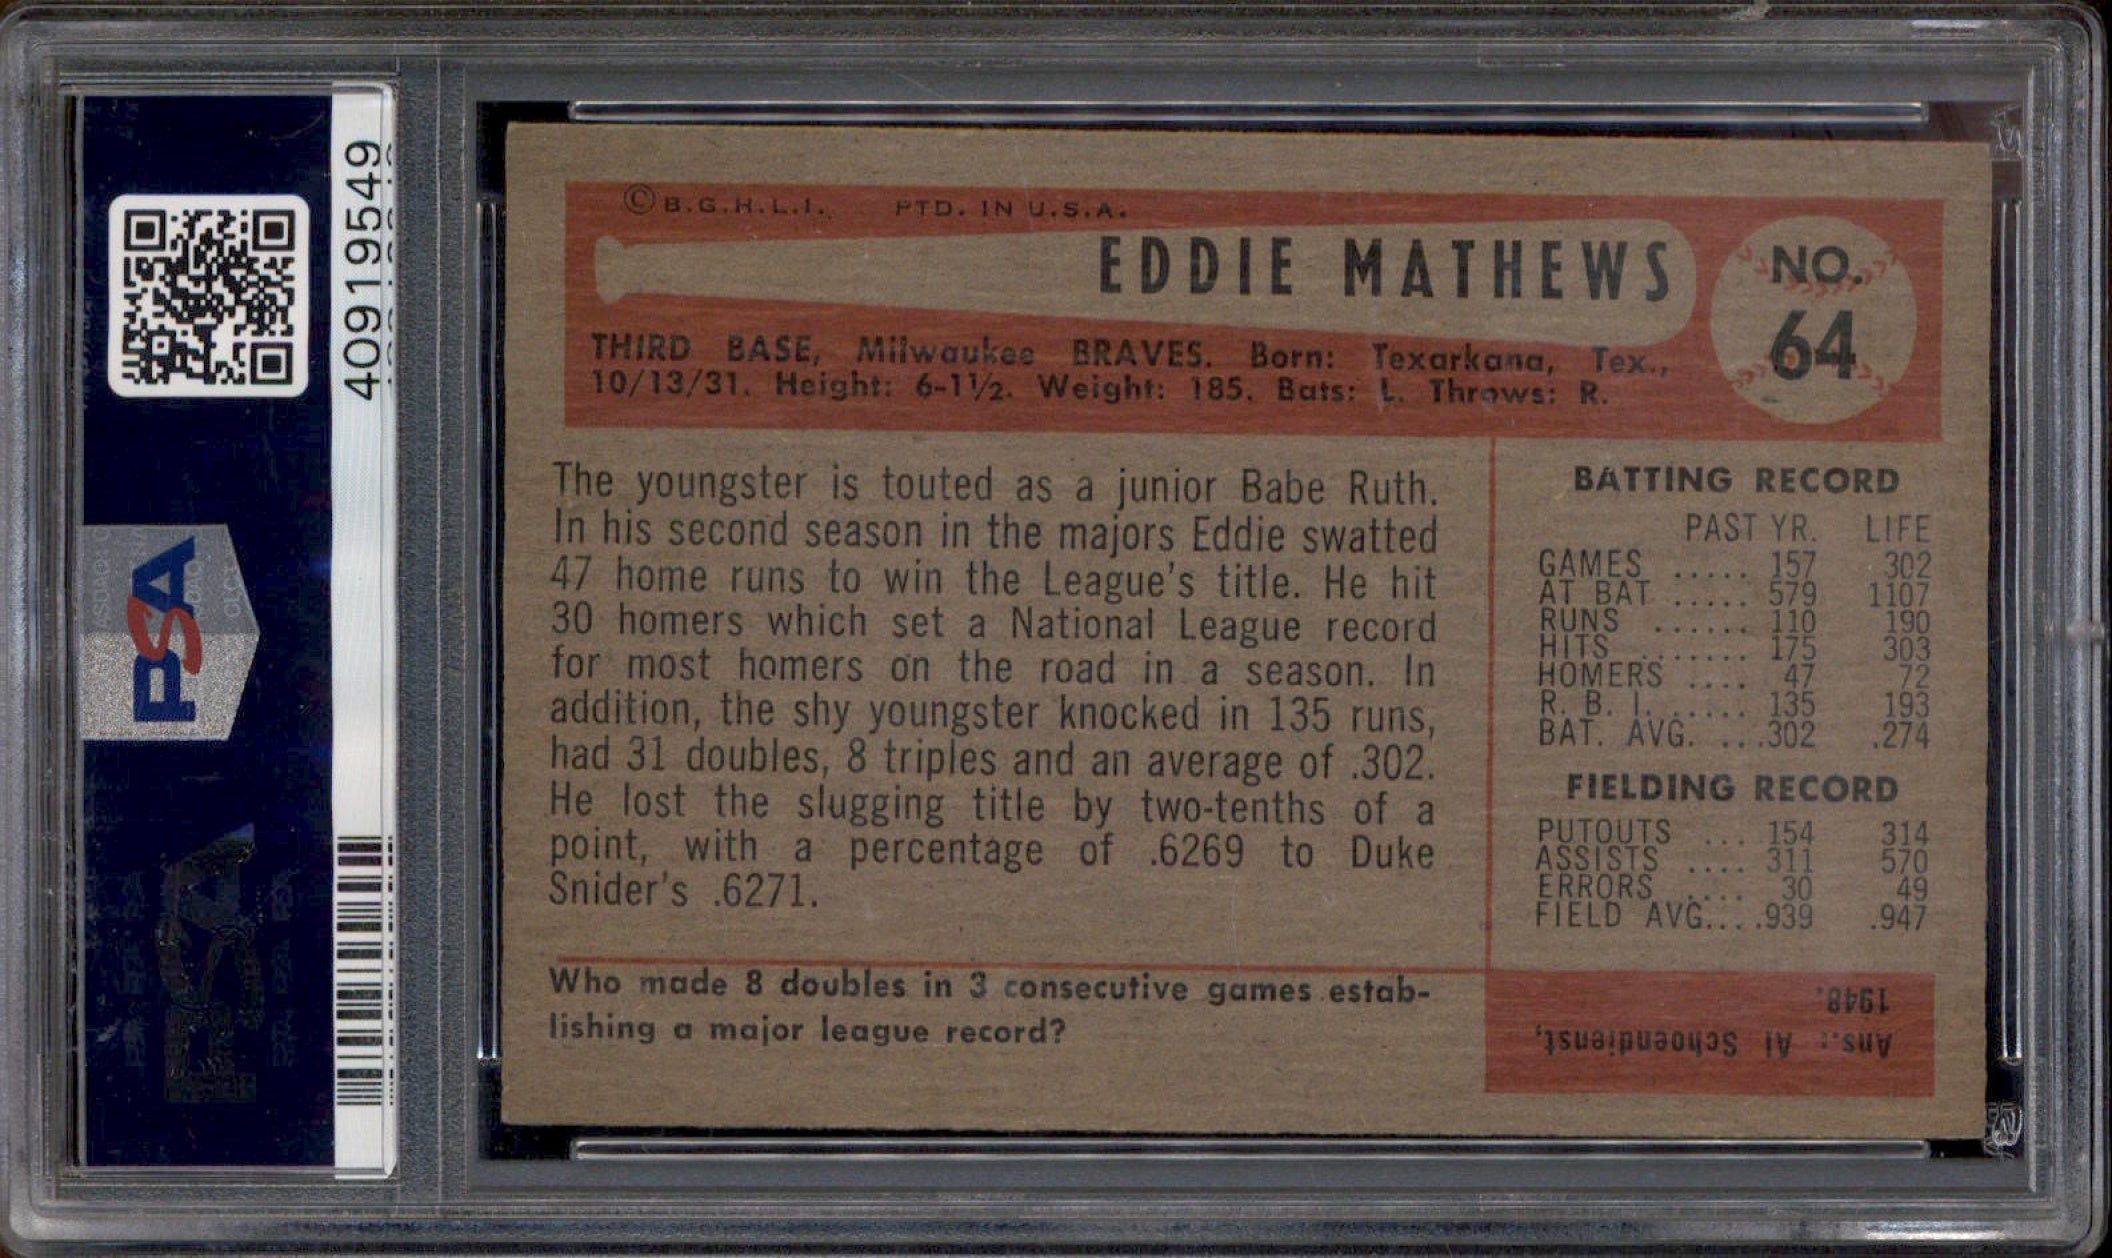 40919549
PSA
© B.G.H.L.I. PTD. IN U.S.A.
EDDIE MATHEWS
NO.
64
THIRD BASE, Milwaukee BRAVES. Born: Texarkana, Tex.,
10/13/31. Height: 6-1½. Weight: 185. Bats: L. Throws: R.
The youngster is touted as a junior Babe Ruth.
In his second season in the majors Eddie swatted
47 home runs to win the League's title. He hit
30 homers which set a National League record
for most homers on the road in a season. In
addition, the shy youngster knocked in 135 runs,
had 31 doubles, 8 triples and an average of .302.
He lost the slugging title by two-tenths of a
point, with a percentage of .6269 to Duke
Snider's .6271.
Who made 8 doubles in 3 consecutive games estab-
lishing a major league record?
BATTING RECORD
PAST YR. LIFE
GAMES ..... 157 302
AT BAT ..... 579 1107
RUNS ...... 110 190
HITS ....... 175 303
HOMERS .... 47 72
R. B. I. ...... 135 193
BAT. AVG. ...302 .274
FIELDING RECORD
PUTOUTS ... 154 314
ASSISTS .... 311 570
ERRORS .... 30 49
FIELD AVG....939 .947
Ans.: Al Schoendienst,
1948.